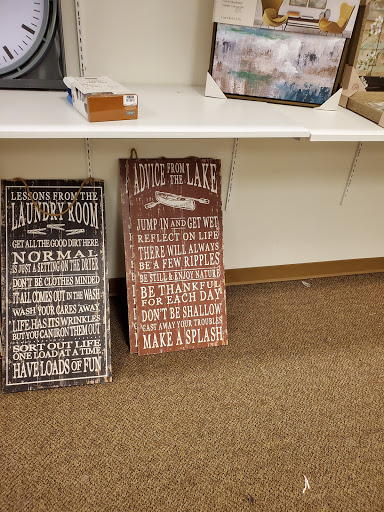 LESSONS FROM THE
LAUNDRY ROOM
GET ALL THE GOOD DIRT HERE
NORMAL
IS JUST A SETTING ON THE DRYER
DON'T BE CLOTHES MINDED
IT ALL COMES OUT IN THE WASH
WASH YOUR CARES AWAY
LIFE HAS ITS WRINKLES
BUT YOU CAN IRON THEM OUT
SORT OUT LIFE
ONE LOAD AT A TIME
HAVE LOADS OF FUN
ADVICE FROM THE LAKE
JUMP IN AND GET WET
REFLECT ON LIFE
THERE WILL ALWAYS
BE A FEW RIPPLES
BE STILL & ENJOY NATURE
BE THANKFUL
FOR EACH DAY
DON'T BE SHALLOW
CAST AWAY YOUR TROUBLES
MAKE A SPLASH